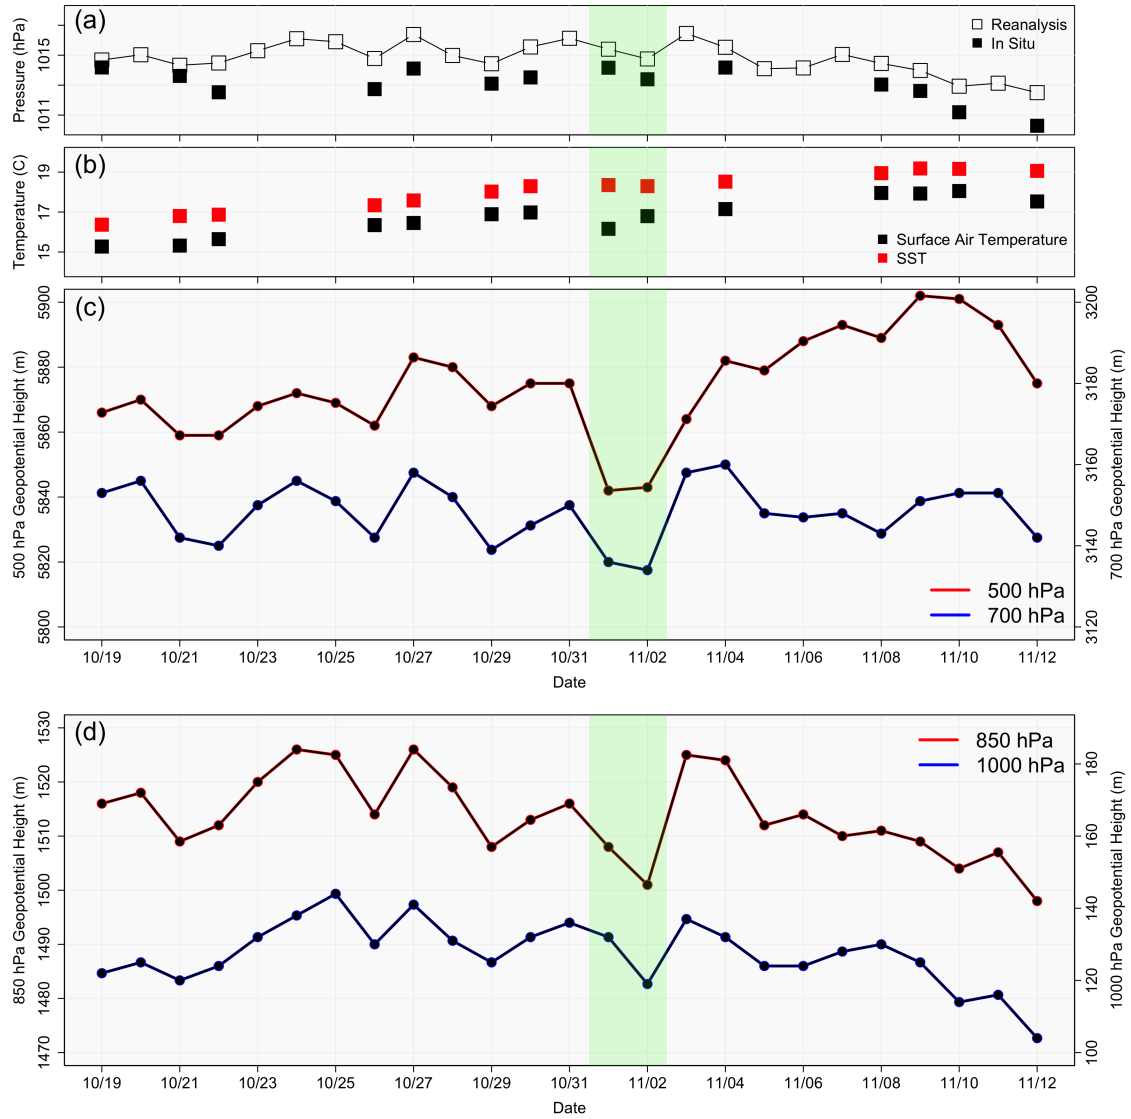 (a)
Pressure (hPa)
1015
1011
Reanalysis
In Situ
(b)
Temperature (C)
19
17
15
Surface Air Temperature
SST
(c)
500 hPa Geopotential Height (m)
5900
5880
5860
5840
5820
5800
700 hPa Geopotential Height (m)
3200
3180
3160
3140
3120
500 hPa
700 hPa
10/19 10/21 10/23 10/25 10/27 10/29 10/31 11/02 11/04 11/06 11/08 11/10 11/12
Date
(d)
850 hPa Geopotential Height (m)
1530
1520
1510
1500
1490
1480
1470
1000 hPa Geopotential Height (m)
180
160
140
120
100
850 hPa
1000 hPa
10/19 10/21 10/23 10/25 10/27 10/29 10/31 11/02 11/04 11/06 11/08 11/10 11/12
Date